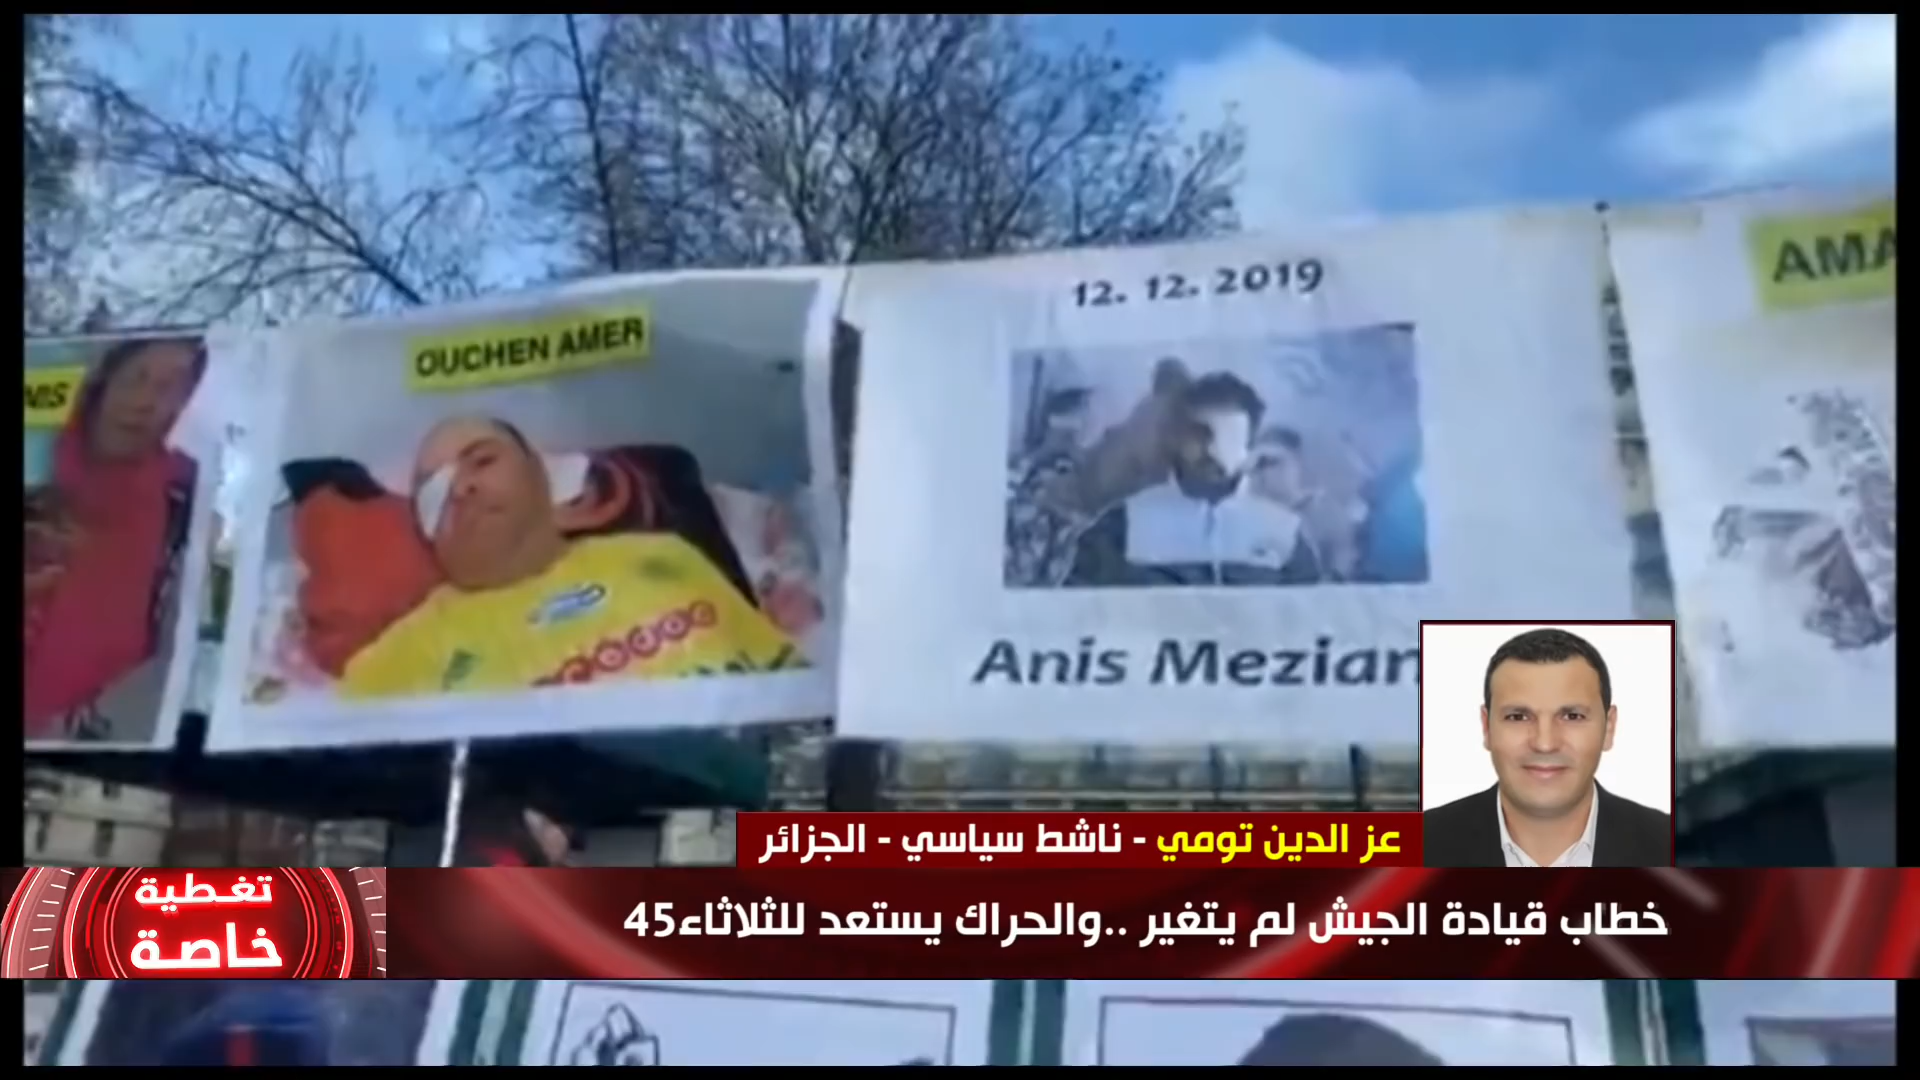 12. 12. 2019
AMA
OUCHEN AMER
NIS
Anis Mezian
عز الدين تومي - ناشط سياسي - الجزائر
تغطية
خاصة
خطاب قيادة الجيش لم يتغير ..والحراك يستعد للثلاثاء45